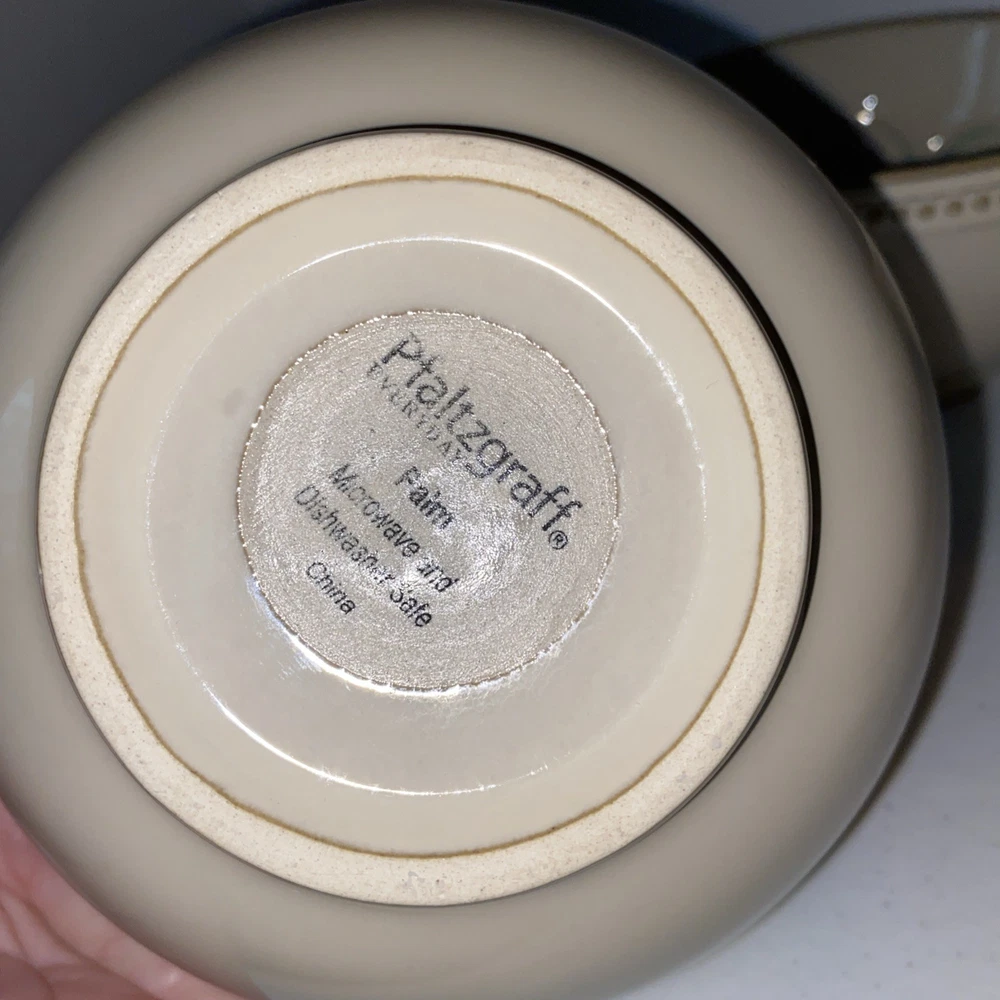 Pfaltzgraff®
EVERYDAY
Palm
Microwave and
Dishwasher Safe
China